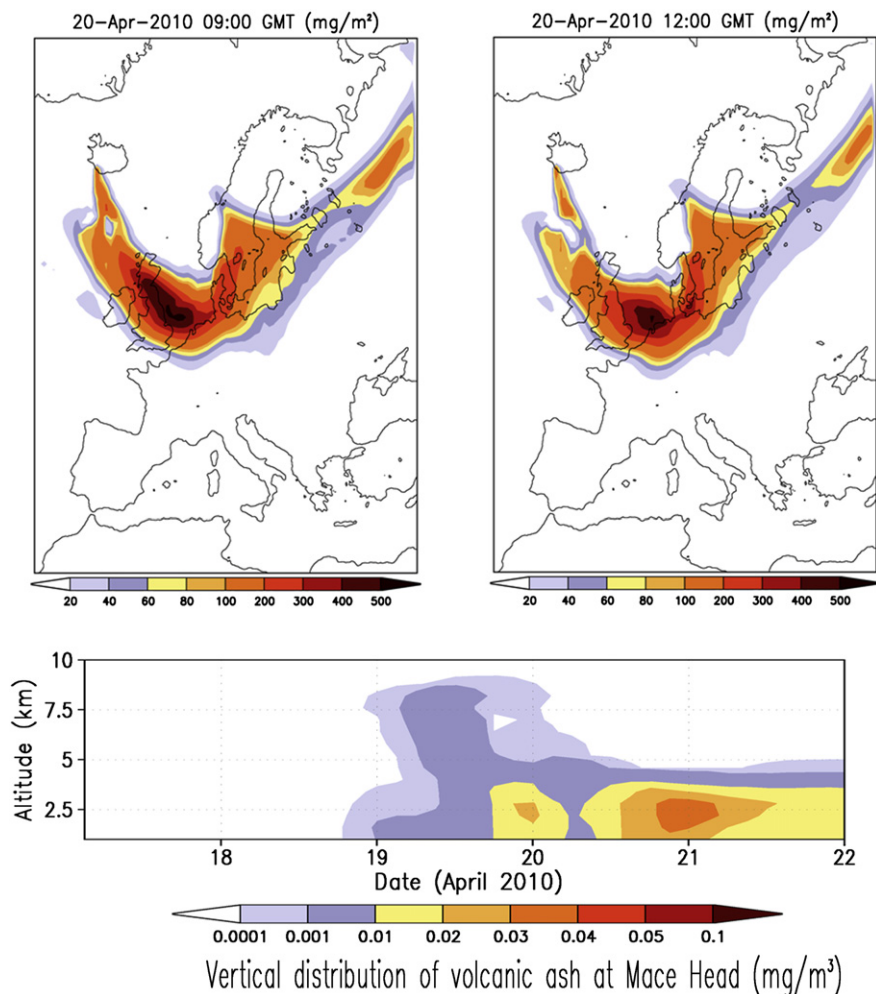 20-Apr-2010 09:00 GMT (mg/m²)
20-Apr-2010 12:00 GMT (mg/m²)
20 40 60 80 100 200 300 400 500
20 40 60 80 100 200 300 400 500
10
7.5
5
2.5
Altitude (km)
18 19 20 21 22
Date (April 2010)
0.0001 0.001 0.01 0.02 0.03 0.04 0.05 0.1
Vertical distribution of volcanic ash at Mace Head (mg/m³)